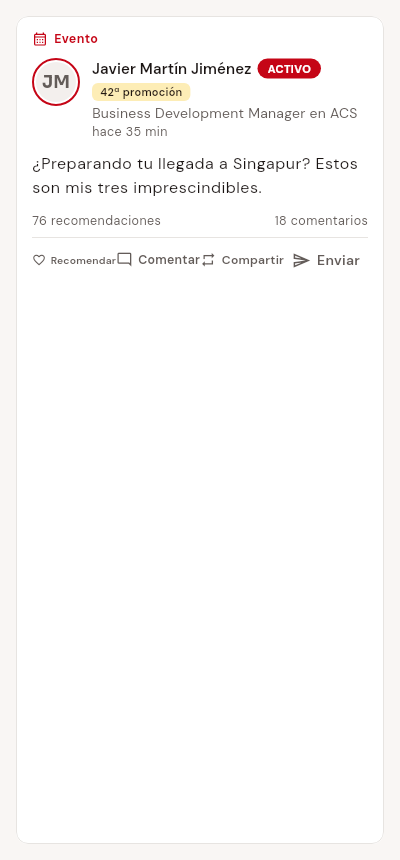 Evento
JM
Javier Martín Jiménez ACTIVO
42ª promoción
Business Development Manager en ACS
hace 35 min
¿Preparando tu llegada a Singapur? Estos
son mis tres imprescindibles.
76 recomendaciones 18 comentarios
Recomendar Comentar Compartir Enviar